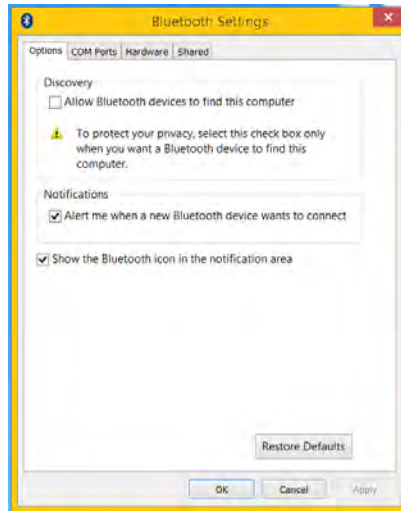 Bluetooth Settings
Options COM Ports Hardware Shared
Discovery
Allow Bluetooth devices to find this computer
To protect your privacy, select this check box only
when you want a Bluetooth device to find this
computer.
Notifications
Alert me when a new Bluetooth device wants to connect
Show the Bluetooth icon in the notification area
Restore Defaults
OK Cancel Apply